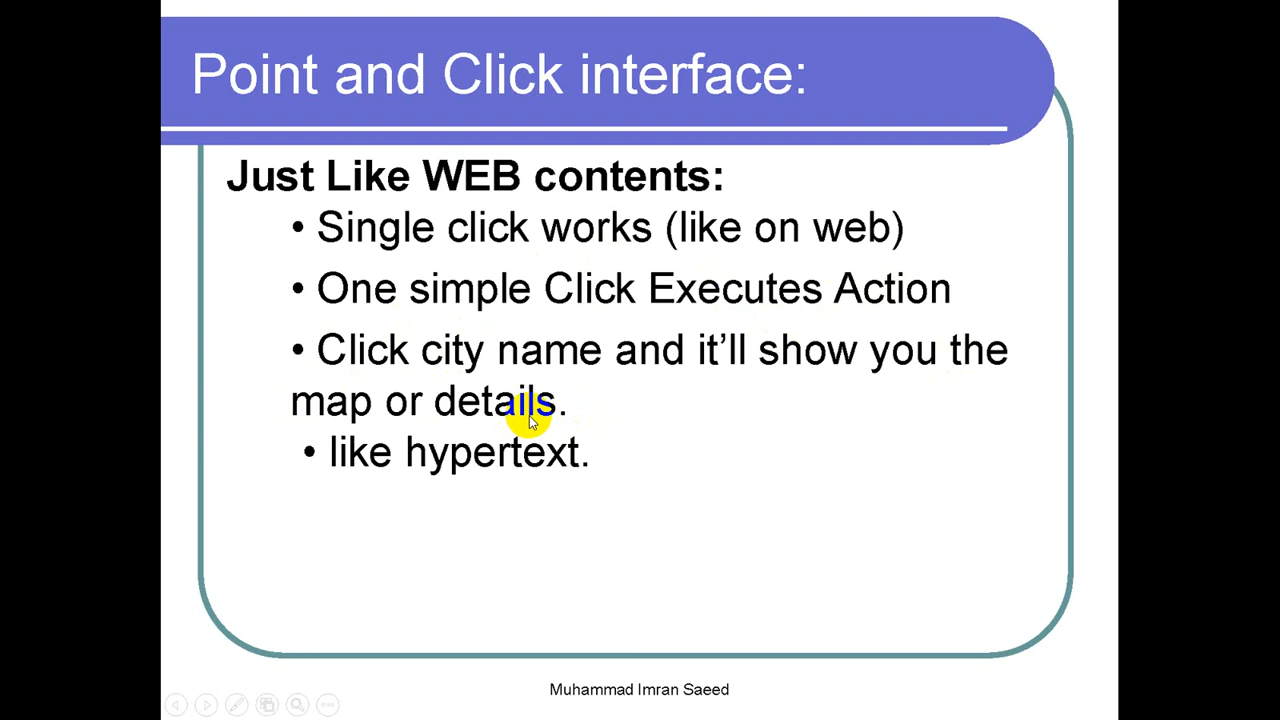 Point and Click interface:
Just Like WEB contents:
• Single click works (like on web)
• One simple Click Executes Action
• Click city name and it’ll show you the
map or details.
• like hypertext.
Muhammad Imran Saeed